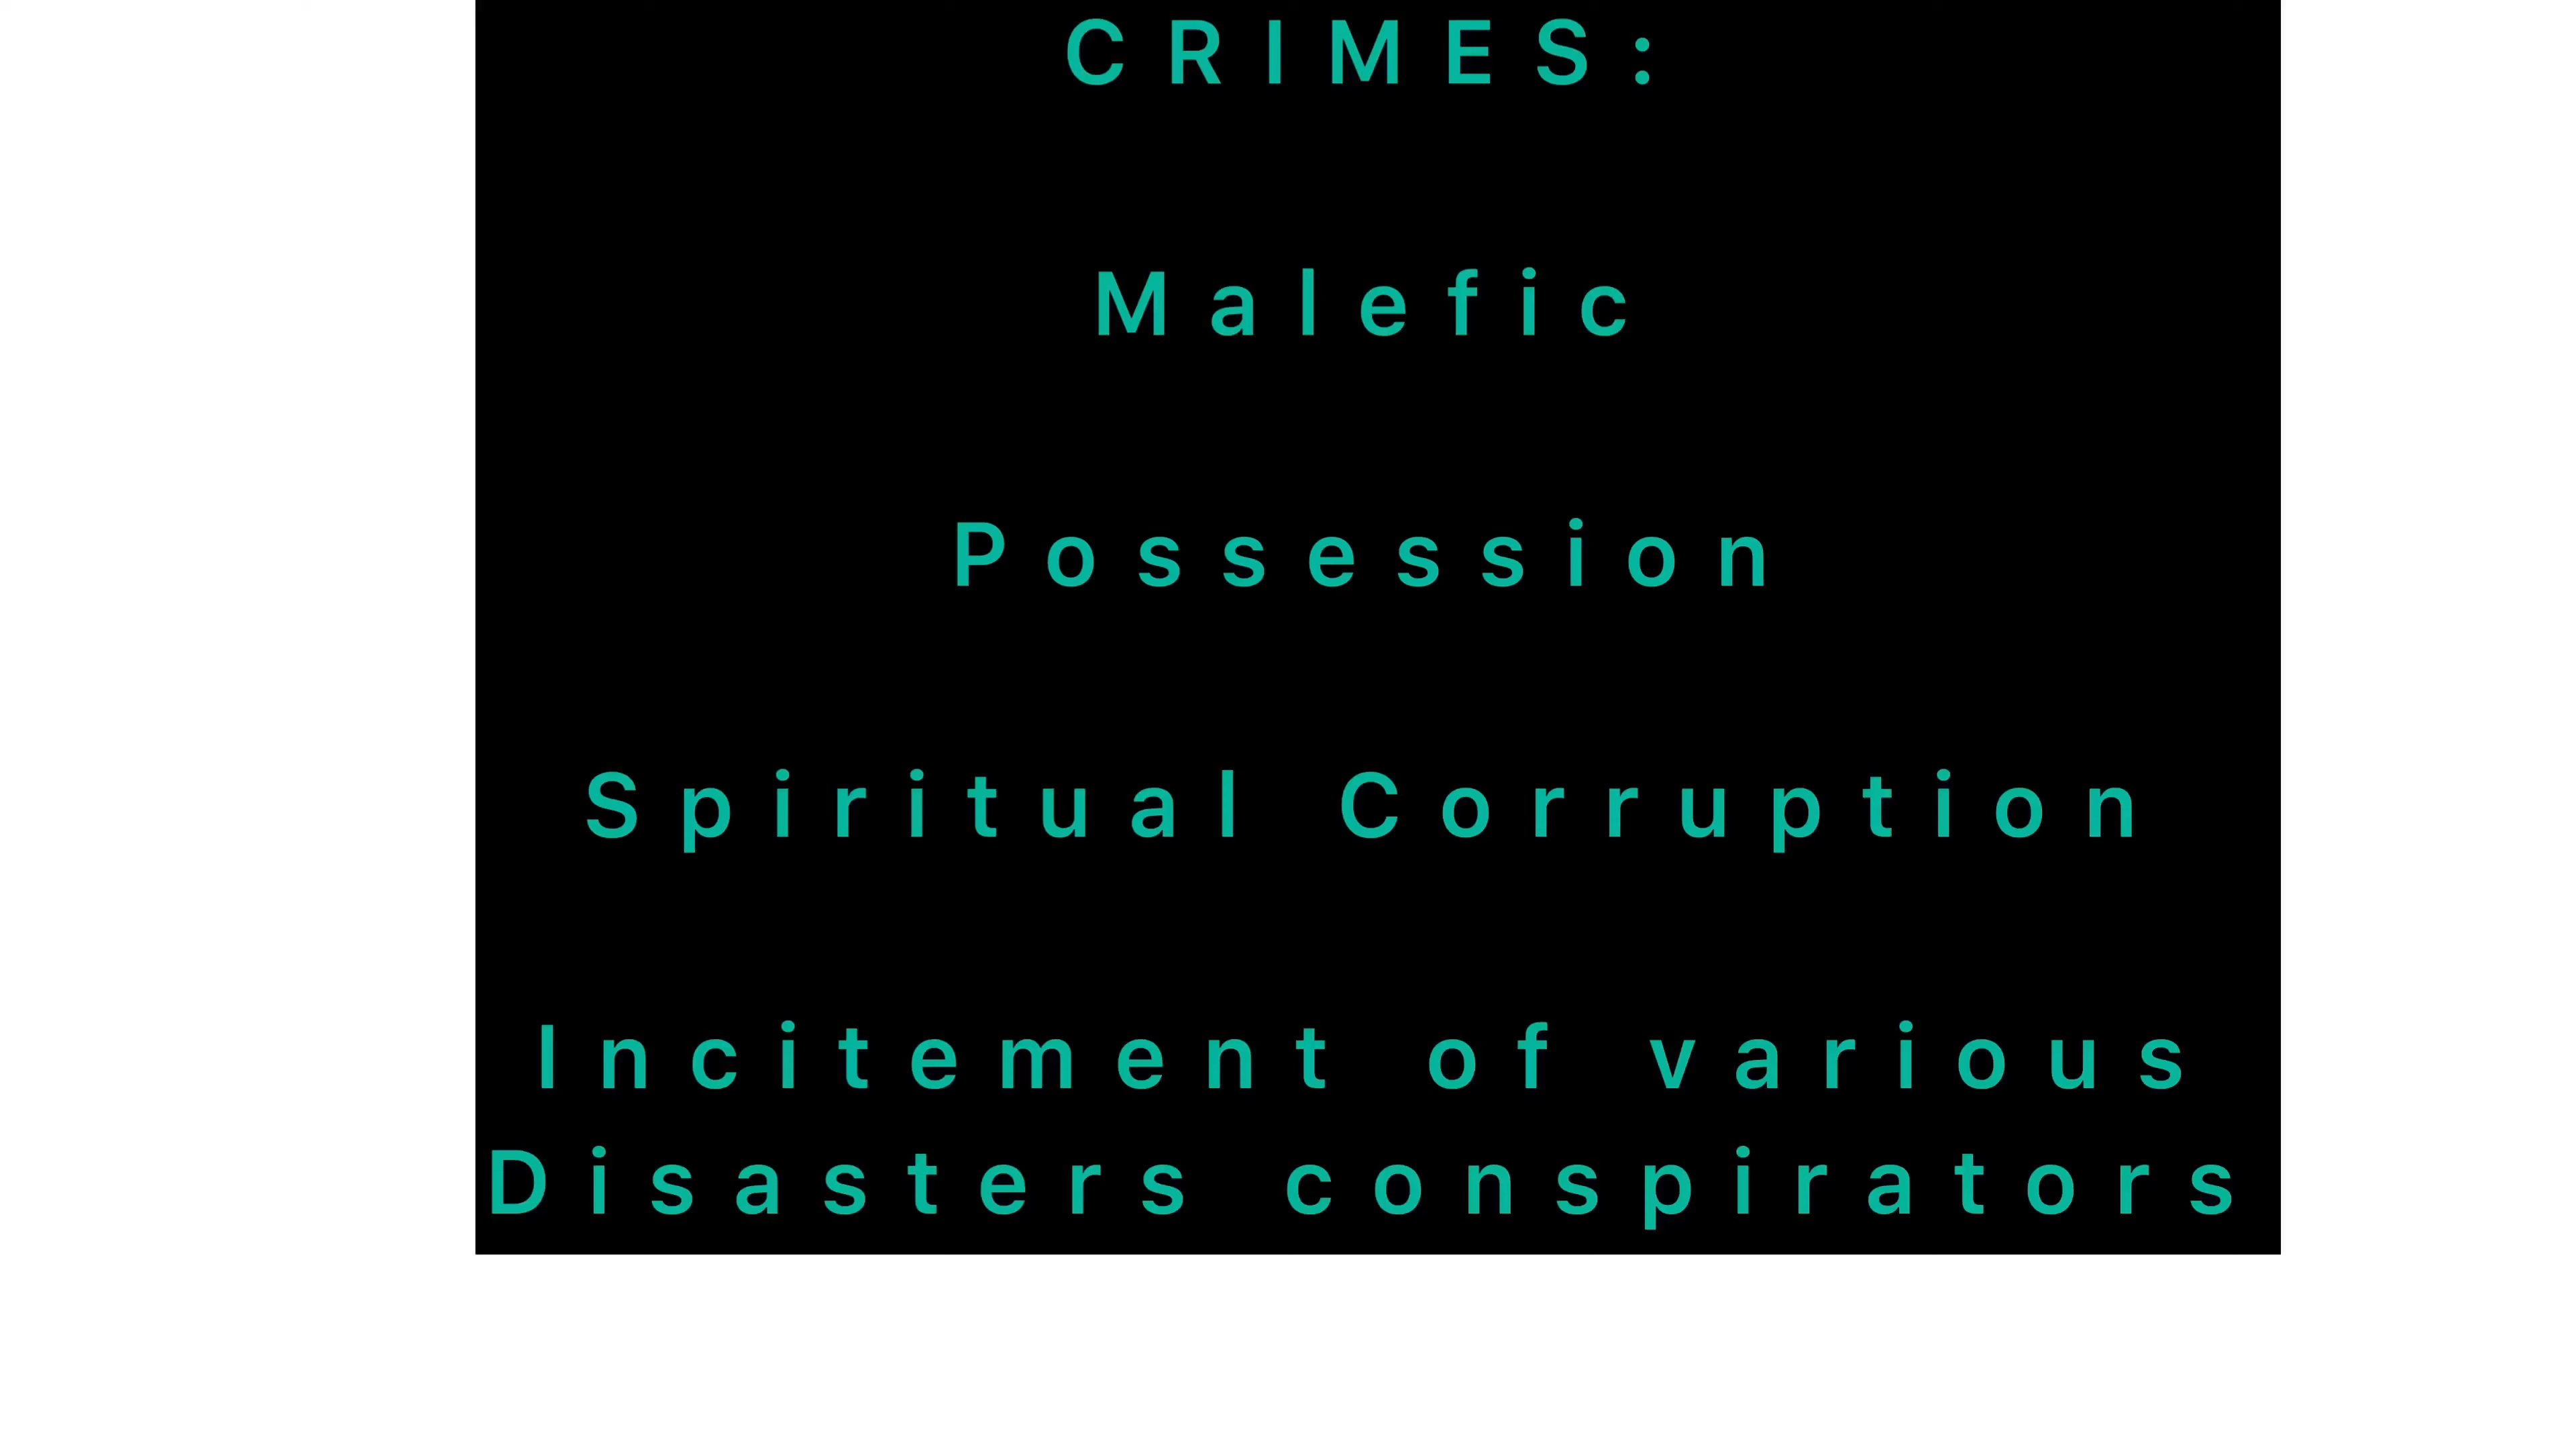 CRIMES:
Malefic
Possession
Spiritual Corruption
Incitement of various
Disasters conspirators